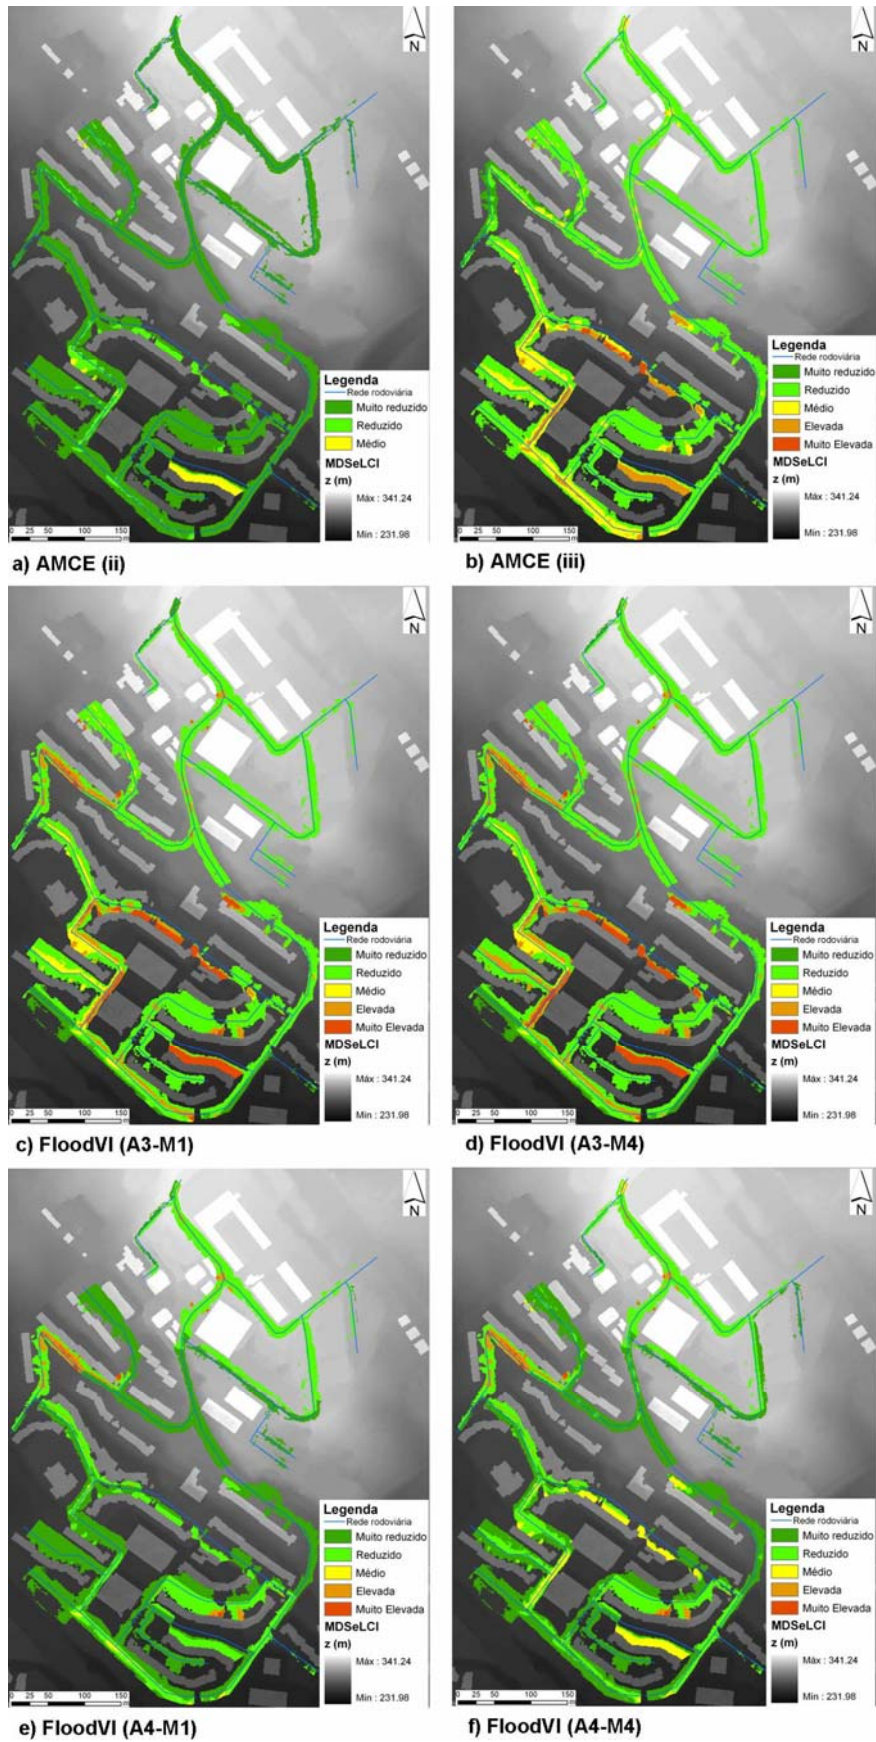 N
Legenda
Rede rodoviária
Muito reduzido
Reduzido
Médio
MDSeLCI
z (m)
Máx : 341.24
Mín : 231.98
0 25 50 100 150
m
a) AMCE (ii)
N
Legenda
Rede rodoviária
Muito reduzido
Reduzido
Médio
Elevada
Muito Elevada
MDSeLCI
z (m)
Máx : 341.24
Mín : 231.98
0 25 50 100 150
m
b) AMCE (iii)
N
Legenda
Rede rodoviária
Muito reduzido
Reduzido
Médio
Elevada
Muito Elevada
MDSeLCI
z (m)
Máx : 341.24
Mín : 231.98
0 25 50 100 150
m
c) FloodVI (A3-M1)
N
Legenda
Rede rodoviária
Muito reduzido
Reduzido
Médio
Elevada
Muito Elevada
MDSeLCI
z (m)
Máx : 341.24
Mín : 231.98
0 25 50 100 150
m
d) FloodVI (A3-M4)
N
Legenda
Rede rodoviária
Muito reduzido
Reduzido
Médio
Elevada
Muito Elevada
MDSeLCI
z (m)
Máx : 341.24
Mín : 231.98
0 25 50 100 150
m
e) FloodVI (A4-M1)
N
Legenda
Rede rodoviária
Muito reduzido
Reduzido
Médio
Elevada
Muito Elevada
MDSeLCI
z (m)
Máx : 341.24
Mín : 231.98
0 25 50 100 150
m
f) FloodVI (A4-M4)